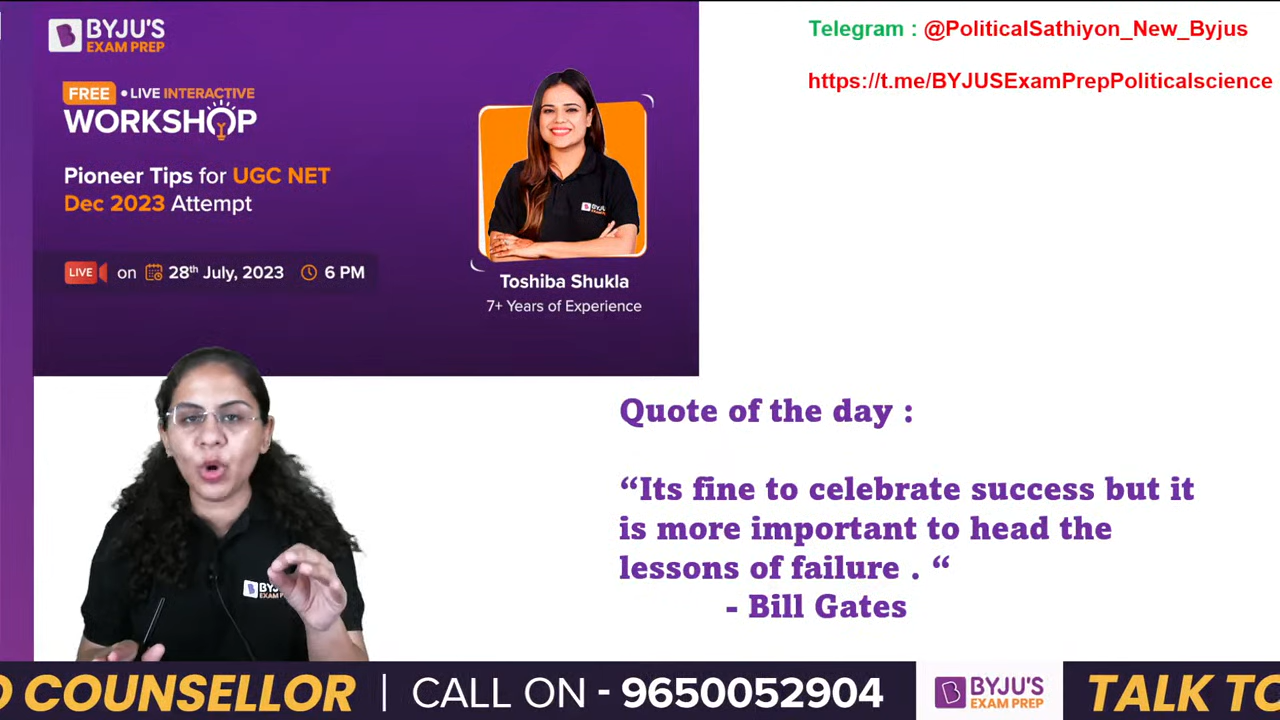 BYJU'S
EXAM PREP
FREE • LIVE INTERACTIVE
WORKSHOP
Pioneer Tips for UGC NET
Dec 2023 Attempt
LIVE on 28th July, 2023 6 PM
BYJU'S
Toshiba Shukla
7+ Years of Experience
Telegram : @PoliticalSathiyon_New_Byjus
https://t.me/BYJUSExamPrepPoliticalscience
Quote of the day :
“Its fine to celebrate success but it
is more important to head the
lessons of failure . “
- Bill Gates
COUNSELLOR | CALL ON - 9650052904
BYJU'S
EXAM PREP
TALK TO